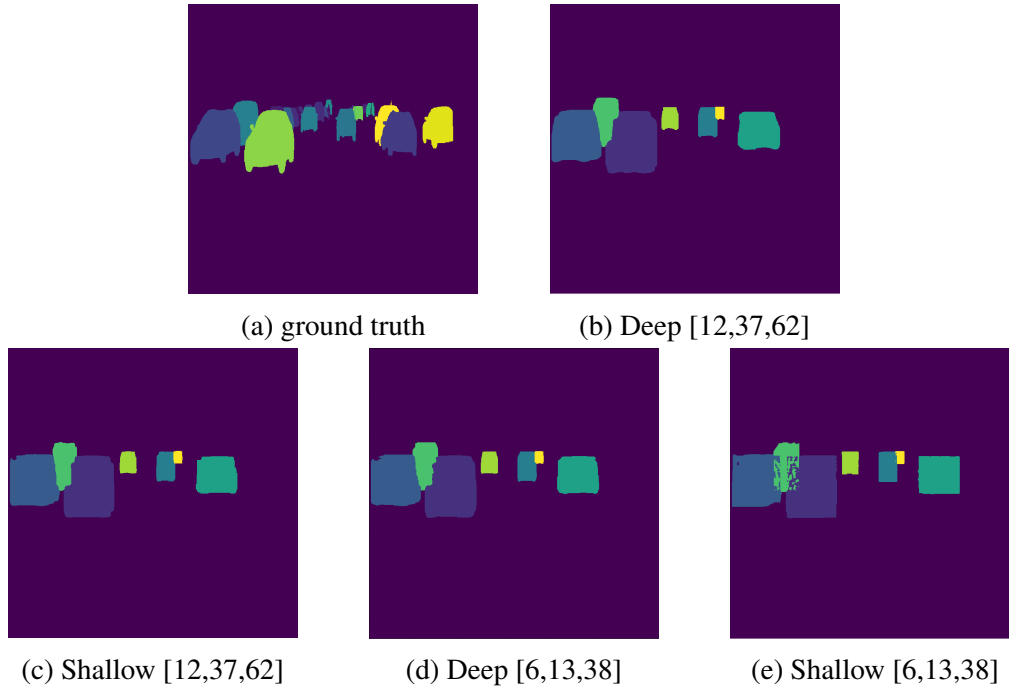 (a) ground truth
(b) Deep [12,37,62]
(c) Shallow [12,37,62]
(d) Deep [6,13,38]
(e) Shallow [6,13,38]